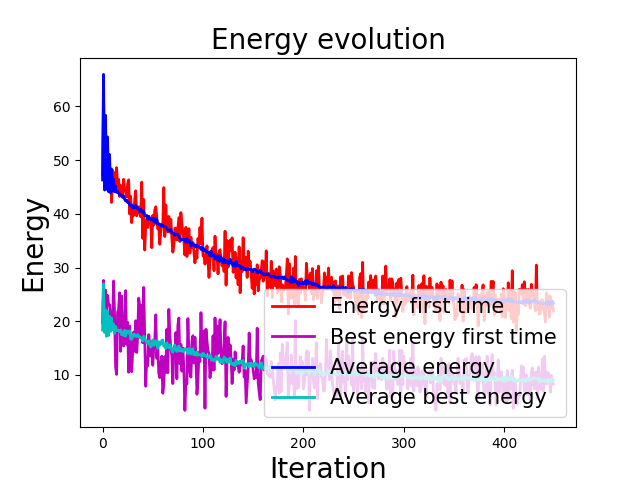 Energy evolution
Energy
60
50
40
30
20
10
0
100
200
300
400
Iteration
Energy first time
Best energy first time
Average energy
Average best energy